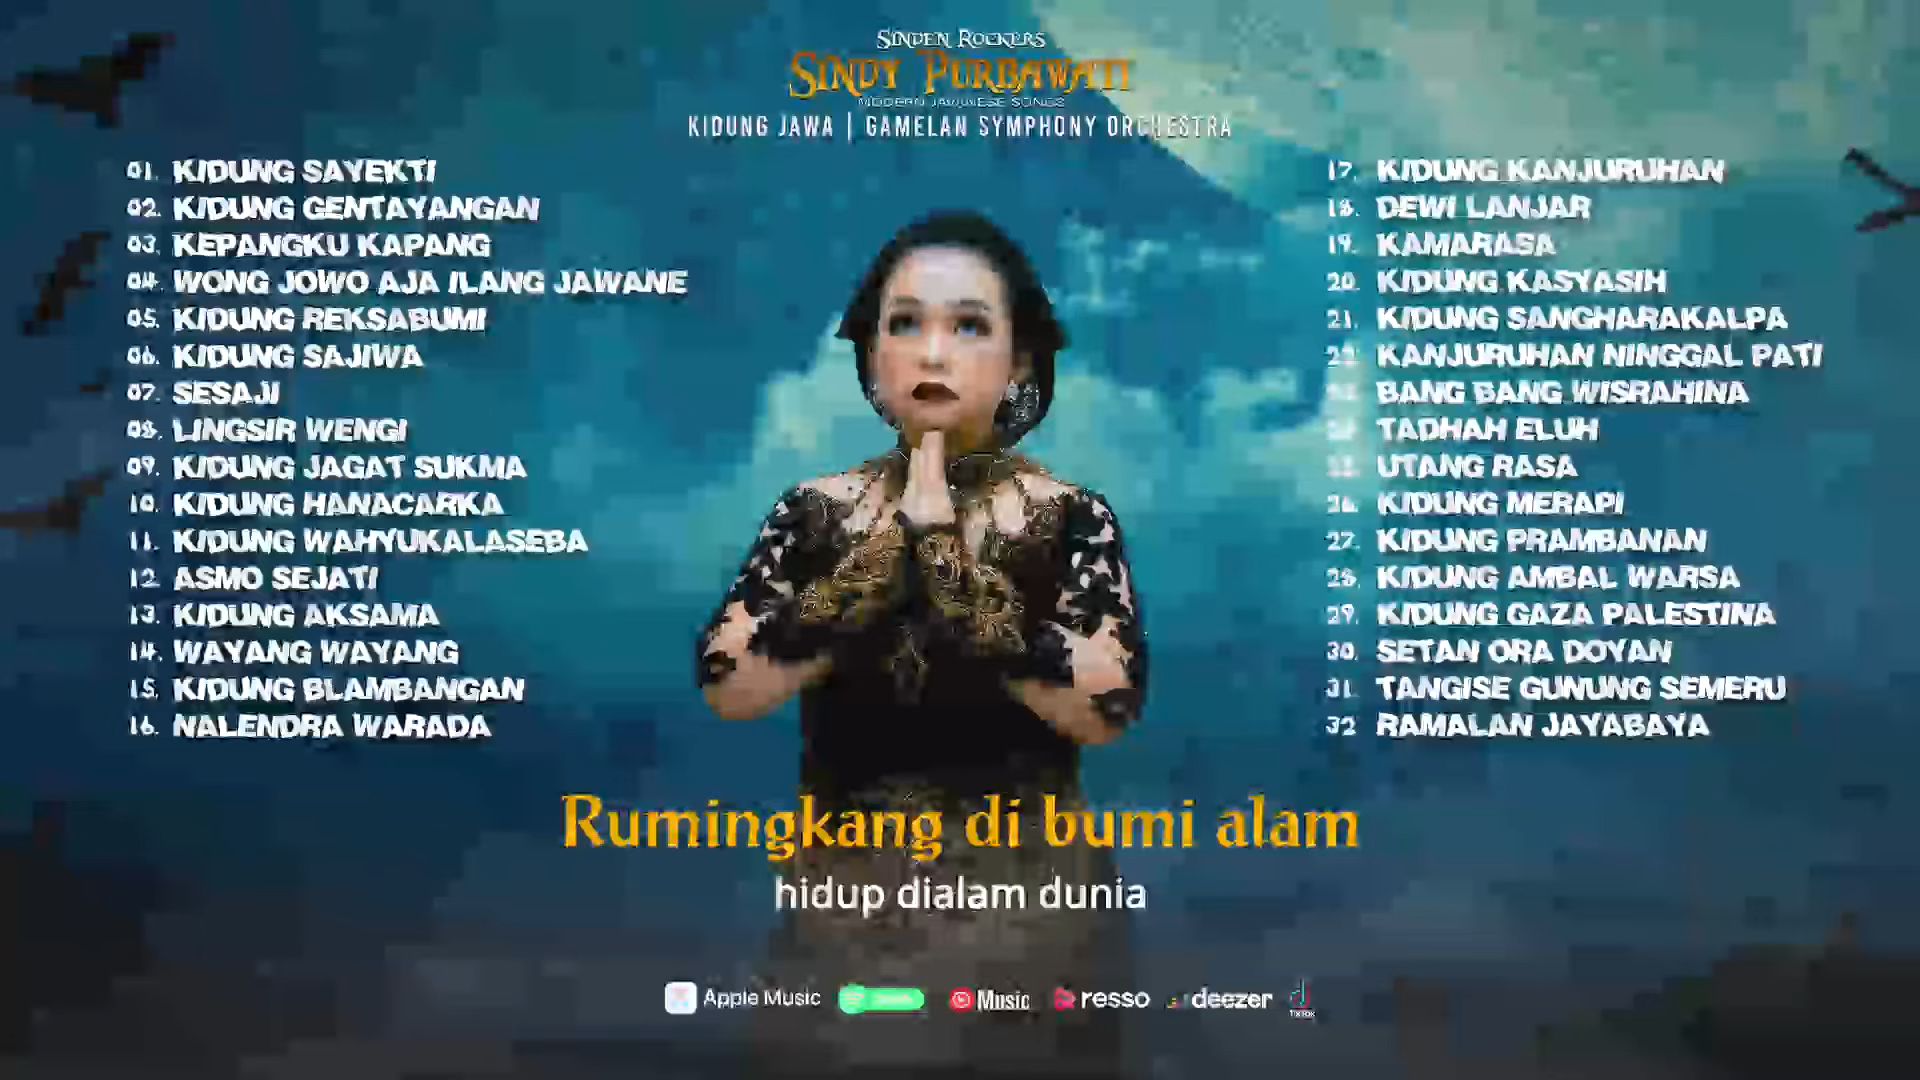 SINDEN ROCKERS
SINDY PURBAWATI
MODERN JAWANESE SONGS
KIDUNG JAWA | GAMELAN SYMPHONY ORCHESTRA
01. KIDUNG SAYEKTI
02. KIDUNG GENTAYANGAN
03. KEPANGKU KAPANG
04. WONG JOWO AJA ILANG JAWANE
05. KIDUNG REKSABUMI
06. KIDUNG SAJIWA
07. SESAJI
08. LINGSIR WENGI
09. KIDUNG JAGAT SUKMA
10. KIDUNG HANACARKA
11. KIDUNG WAHYUKALASEBA
12. ASMO SEJATI
13. KIDUNG AKSAMA
14. WAYANG WAYANG
15. KIDUNG BLAMBANGAN
16. NALENDRA WARADA
17. KIDUNG KANJURUHAN
18. DEWI LANJAR
19. KAMARASA
20. KIDUNG KASYASIH
21. KIDUNG SANGHARAKALPA
22. KANJURUHAN NINGGAL PATI
BANG BANG WISRAHINA
TADHAH ELUH
UTANG RASA
26. KIDUNG MERAPI
27. KIDUNG PRAMBANAN
28. KIDUNG AMBAL WARSA
29. KIDUNG GAZA PALESTINA
30. SETAN ORA DOYAN
31. TANGISE GUNUNG SEMERU
32 RAMALAN JAYABAYA
Rumingkang di bumi alam
hidup dialam dunia
Apple Music
Music
resso
deezer
TikTok